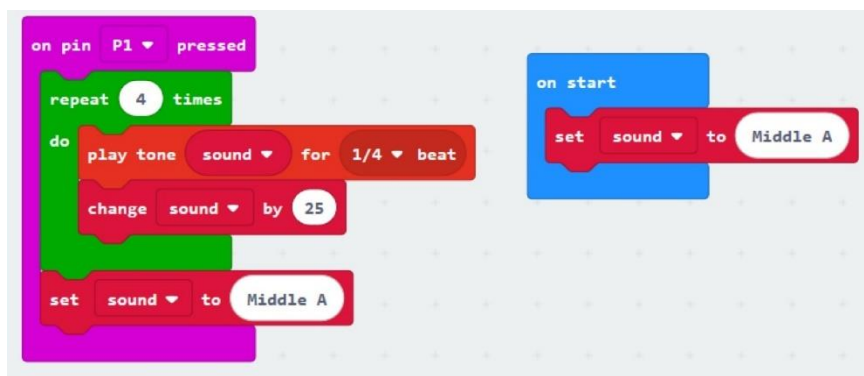 on pin P1 pressed
repeat 4 times
do
play tone sound for 1/4 beat
change sound by 25
set sound to Middle A
on start
set sound to Middle A